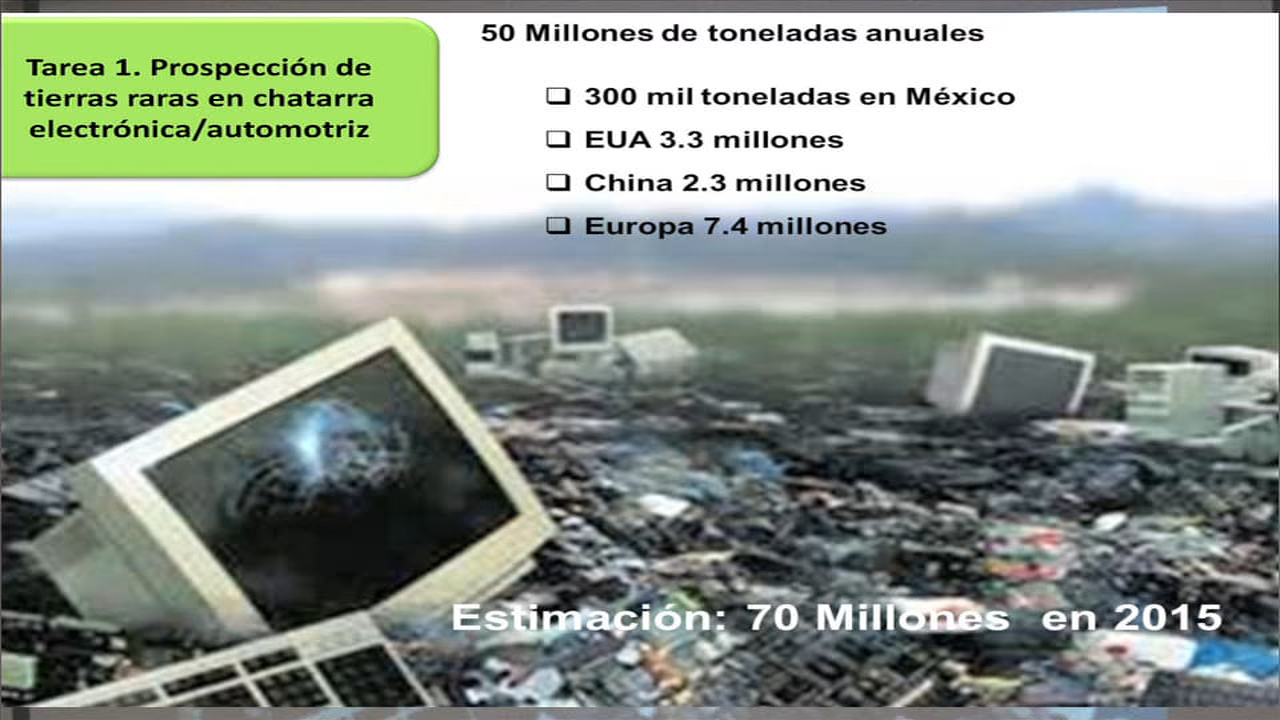 Tarea 1. Prospección de
tierras raras en chatarra
electrónica/automotriz
50 Millones de toneladas anuales
300 mil toneladas en México
EUA 3.3 millones
China 2.3 millones
Europa 7.4 millones
Estimación: 70 Millones en 2015